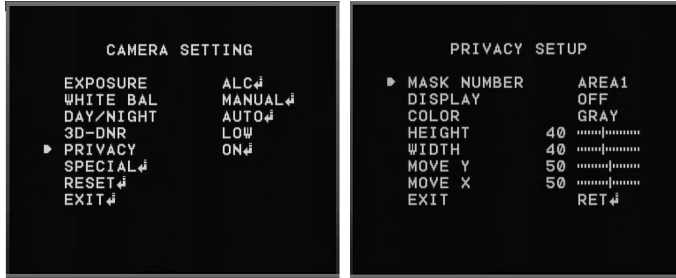 CAMERA SETTING
EXPOSURE ALC↲
WHITE BAL MANUAL↲
DAY/NIGHT AUTO↲
3D-DNR LOW
PRIVACY ON↲
SPECIAL↲
RESET↲
EXIT↲
PRIVACY SETUP
MASK NUMBER AREA1
DISPLAY OFF
COLOR GRAY
HEIGHT 40
WIDTH 40
MOVE Y 50
MOVE X 50
EXIT RET↲